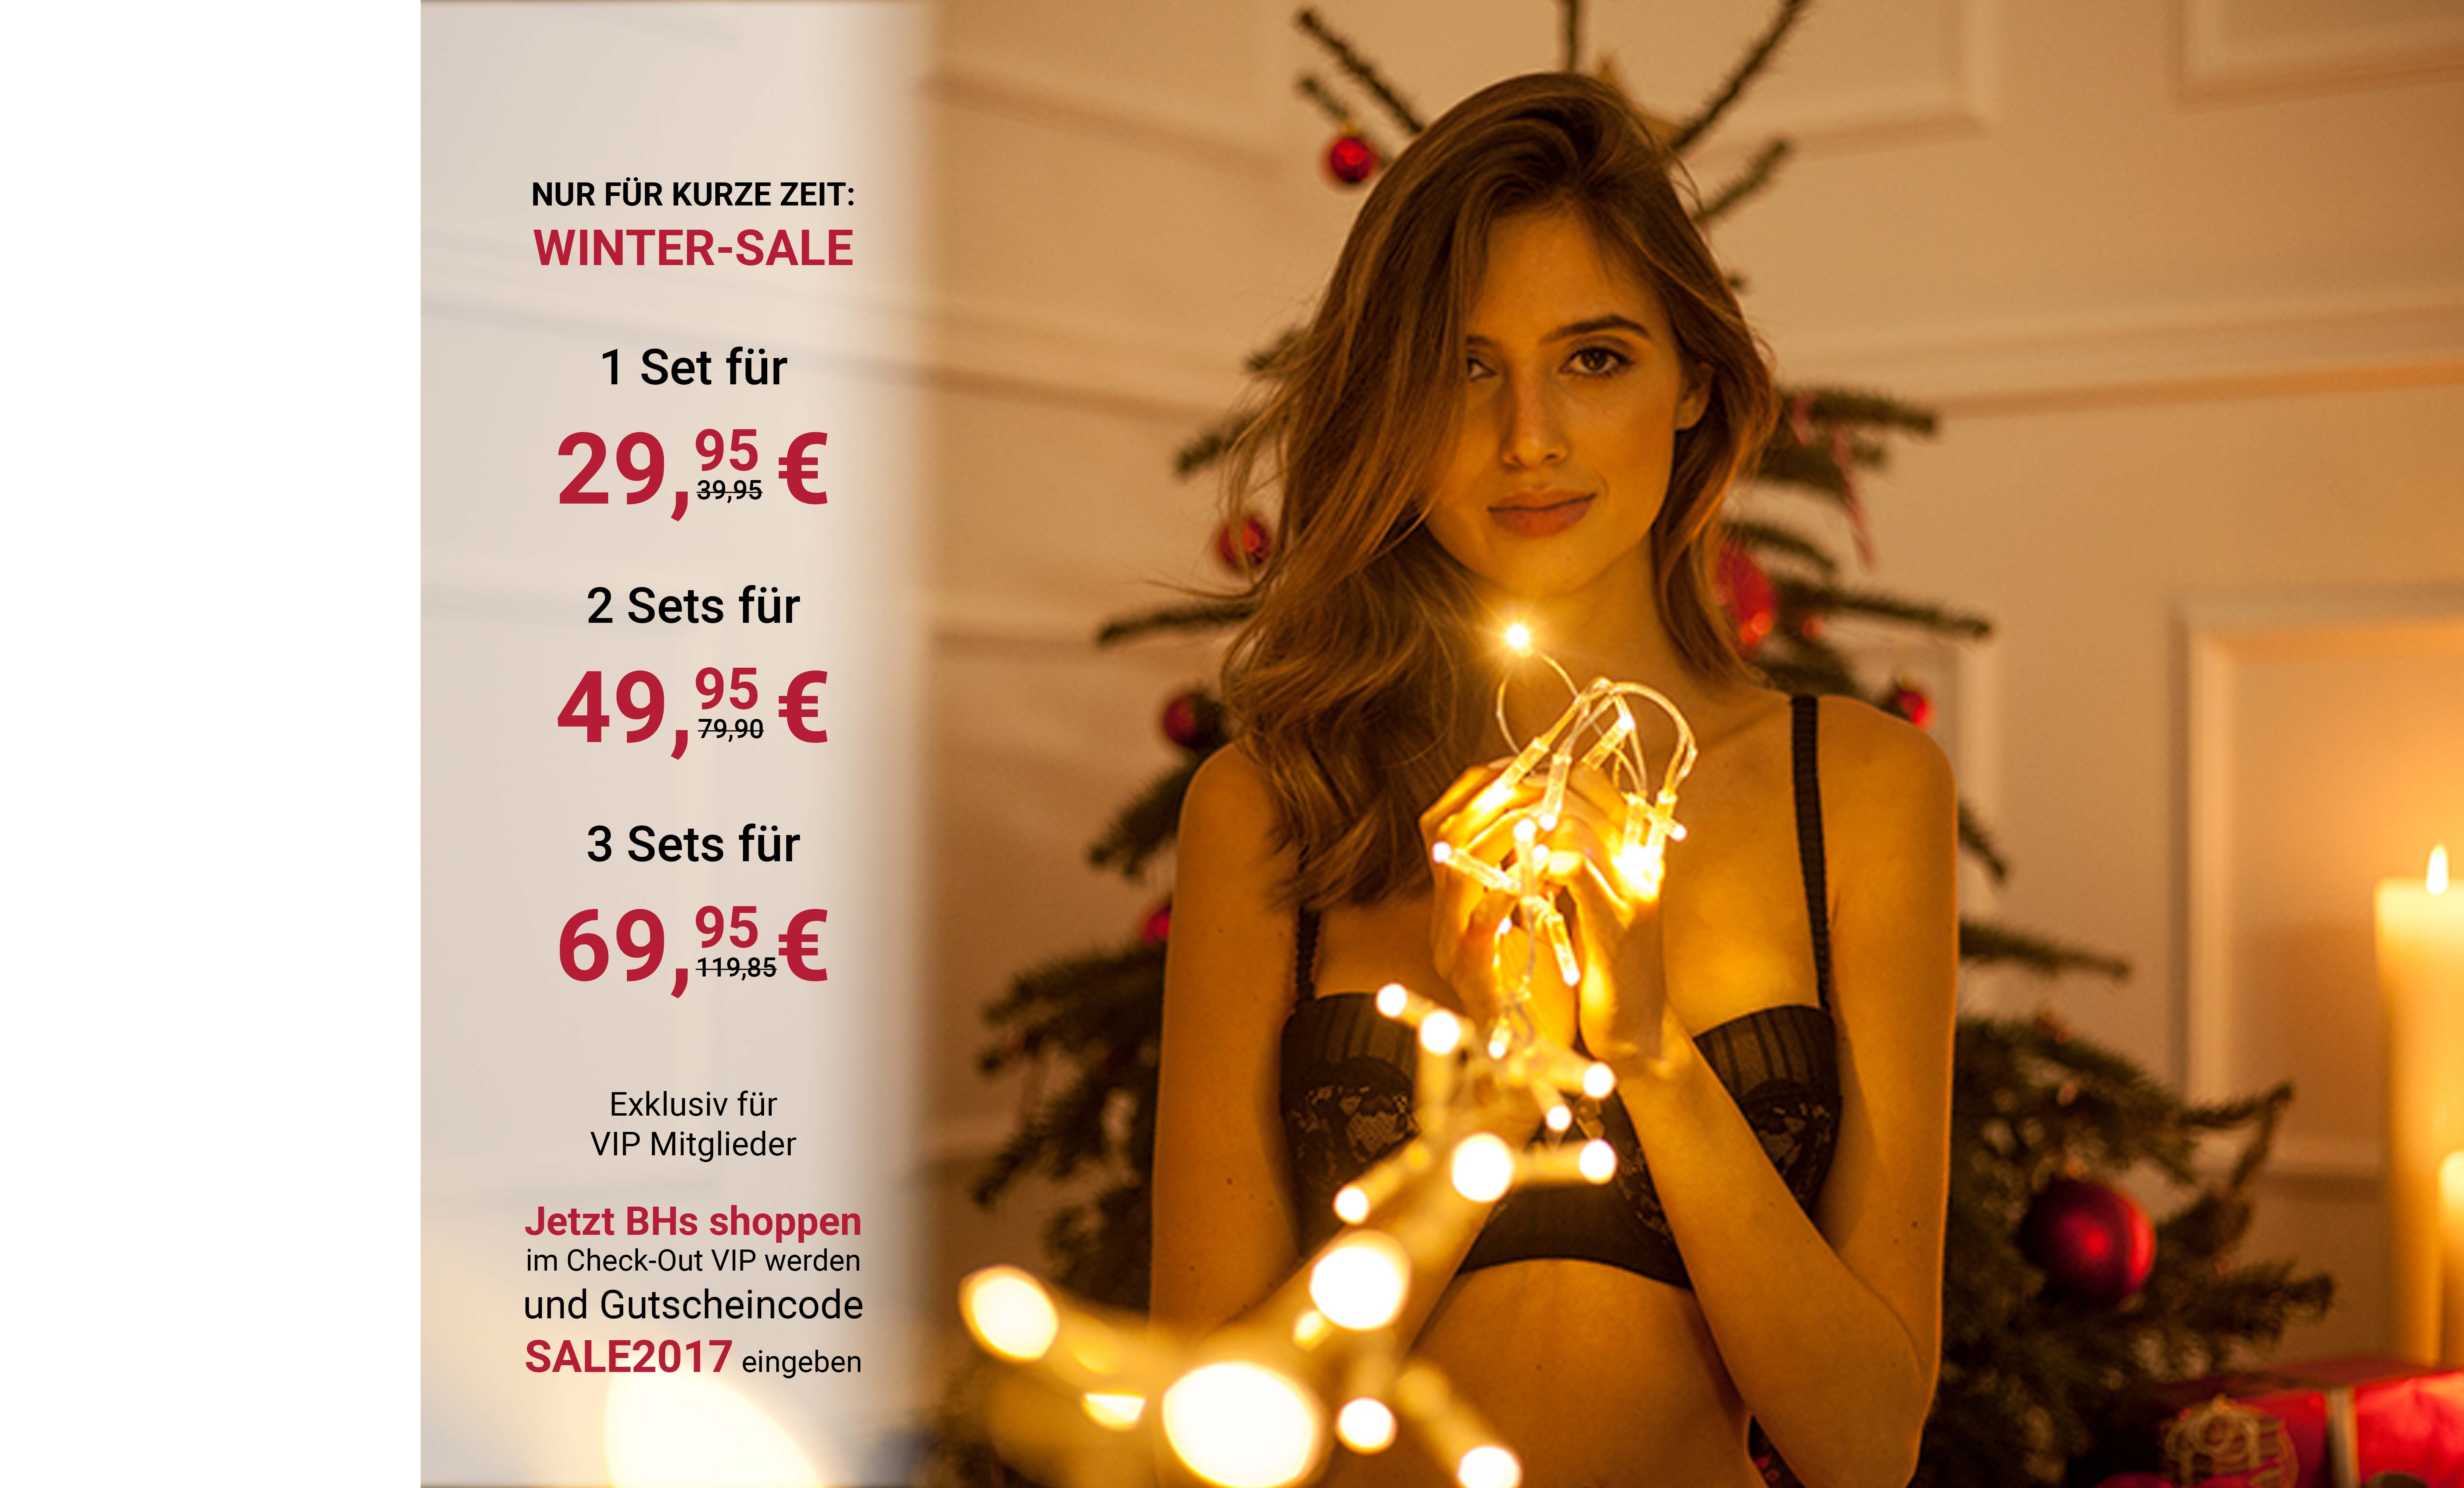 NUR FÜR KURZE ZEIT:
WINTER-SALE
1 Set für
29,95 €
39,95
2 Sets für
49,95 €
79,90
3 Sets für
69,95 €
119,85
Exklusiv für
VIP Mitglieder
Jetzt BHs shoppen
im Check-Out VIP werden
und Gutscheincode
SALE2017 eingeben